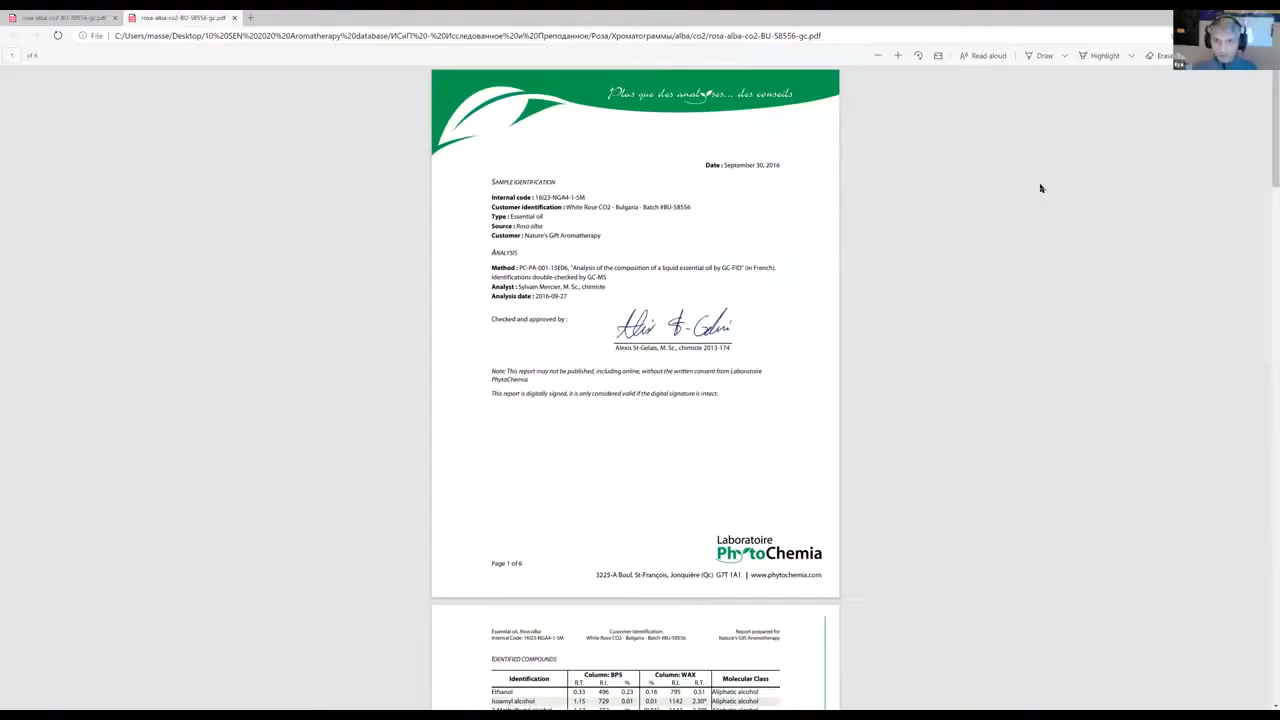 rosa-alba-co2-BU-58556-gc.pdf
rosa-alba-co2-BU-58556-gc.pdf
File
C:/Users/masse/Desktop/10%20SEN%202020%20Aromatherapy%20database/ИСиП%20-%20Исследованное%20и%20Преподанное/Роза/Хроматограммы/alba/co2/rosa-alba-co2-BU-58556-gc.pdf
1 of 6
Read aloud
Draw
Highlight
Erase
Ilya
Plus que des analyses... des conseils
Date : September 30, 2016
SAMPLE IDENTIFICATION
Internal code : 16I23-NGA4-1-SM
Customer identification : White Rose CO2 - Bulgaria - Batch #BU-58556
Type : Essential oil
Source : Rosa alba
Customer : Nature's Gift Aromatherapy
ANALYSIS
Method : PC-PA-001-15E06, "Analysis of the composition of a liquid essential oil by GC-FID" (in French).
Identifications double-checked by GC-MS
Analyst : Sylvain Mercier, M. Sc., chimiste
Analysis date : 2016-09-27
Checked and approved by :
Alexis St-Gelais, M. Sc., chimiste 2013-174
Note: This report may not be published, including online, without the written consent from Laboratoire
PhytoChemia
This report is digitally signed, it is only considered valid if the digital signature is intact.
Laboratoire
PhytoChemia
Page 1 of 6
3225-A Boul. St-François, Jonquière (Qc) G7T 1A1 | www.phytochemia.com
Essential oil, Rosa alba
Internal Code: 16I23-NGA4-1-SM
Customer Identification:
White Rose CO2 - Bulgaria - Batch #BU-58556
Report prepared for
Nature's Gift Aromatherapy
IDENTIFIED COMPOUNDS
Identification Column: BP5 Column: WAX Molecular Class
R.T. R.I. % % R.I. R.T.
Ethanol 0.33 496 0.23 0.16 795 0.51 Aliphatic alcohol
Isoamyl alcohol 1.15 729 0.01 0.01 1142 2.30* Aliphatic alcohol